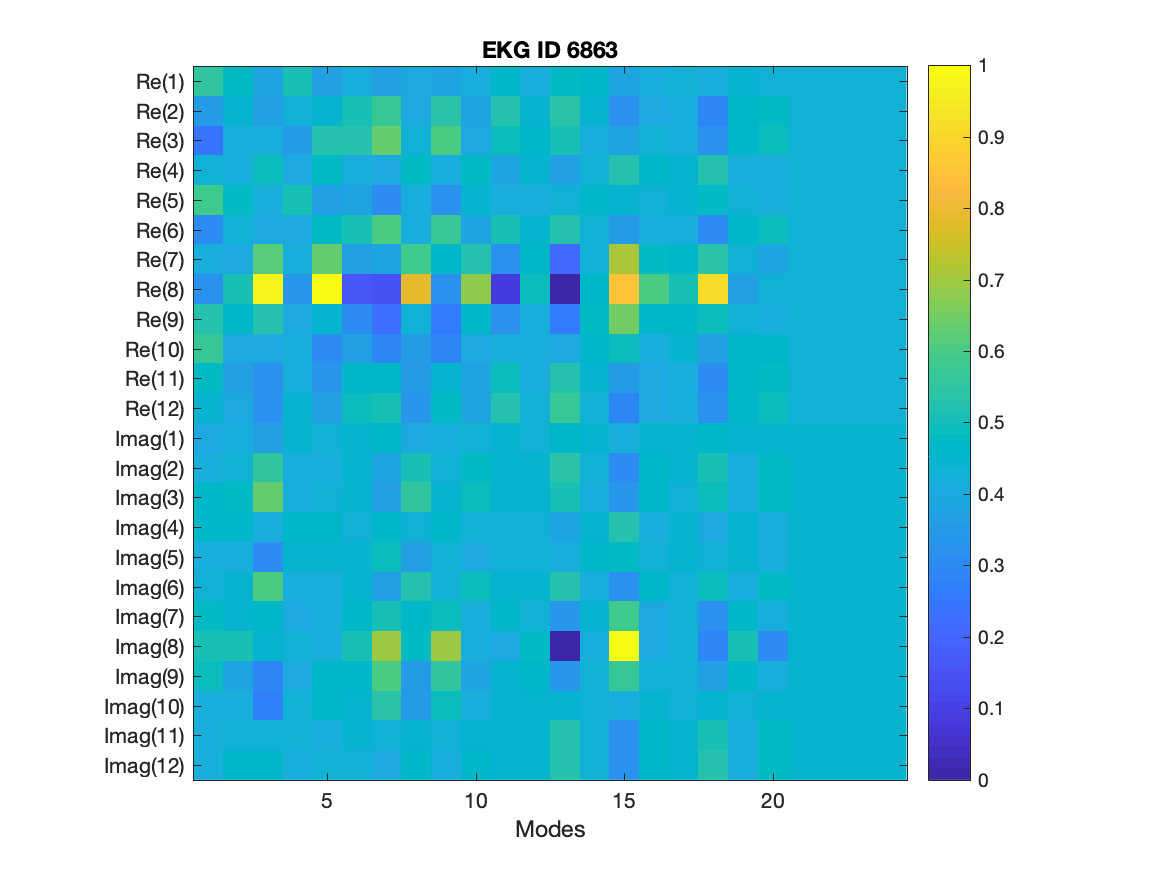 EKG ID 6863
Re(1)
Re(2)
Re(3)
Re(4)
Re(5)
Re(6)
Re(7)
Re(8)
Re(9)
Re(10)
Re(11)
Re(12)
Imag(1)
Imag(2)
Imag(3)
Imag(4)
Imag(5)
Imag(6)
Imag(7)
Imag(8)
Imag(9)
Imag(10)
Imag(11)
Imag(12)
5 10 15 20
Modes
1
0.9
0.8
0.7
0.6
0.5
0.4
0.3
0.2
0.1
0